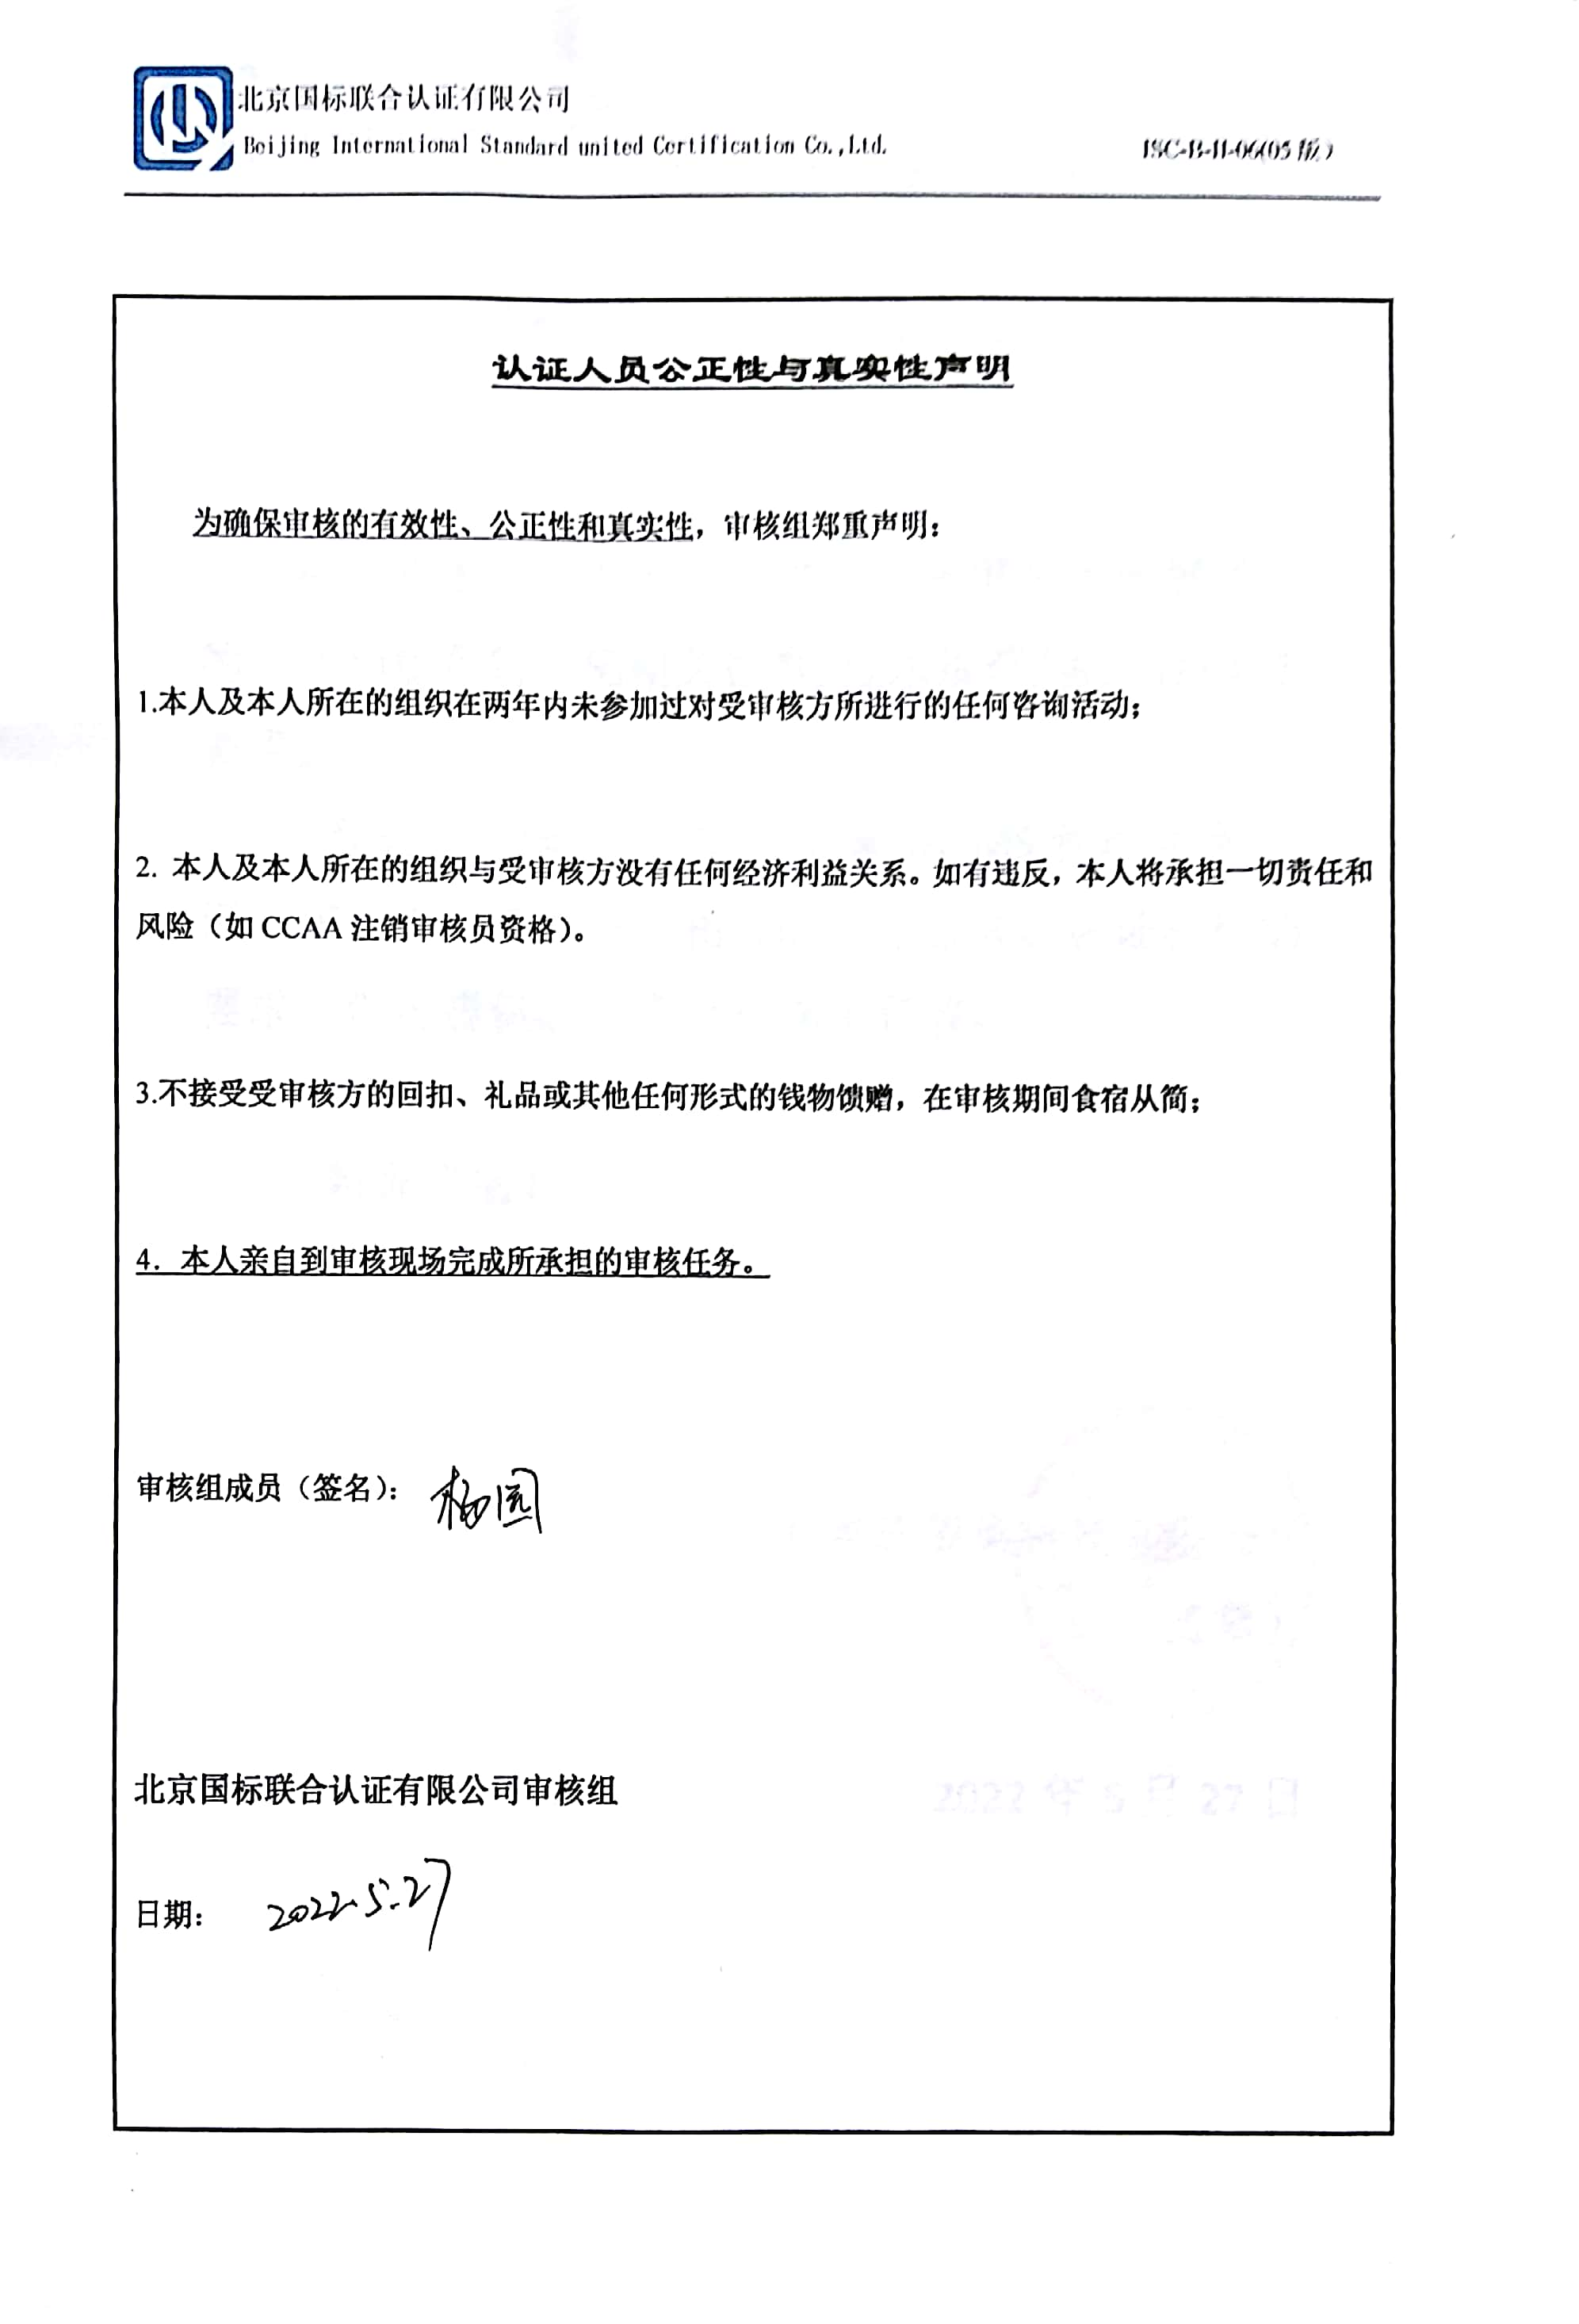 北京国标联合认证有限公司
Beijing International Standard united Certification Co.,Ltd.
ISC-B-II-06(05版)
认证人员公正性与真实性声明
为确保审核的有效性、公正性和真实性，审核组郑重声明：
1.本人及本人所在的组织在两年内未参加过对受审核方所进行的任何咨询活动；
2. 本人及本人所在的组织与受审核方没有任何经济利益关系。如有违反，本人将承担一切责任和
风险（如 CCAA 注销审核员资格）。
3.不接受受审核方的回扣、礼品或其他任何形式的钱物馈赠，在审核期间食宿从简；
4. 本人亲自到审核现场完成所承担的审核任务。
审核组成员（签名）： 杨园
北京国标联合认证有限公司审核组
2022 年 5 月 27 日
日期： 2022.5.27